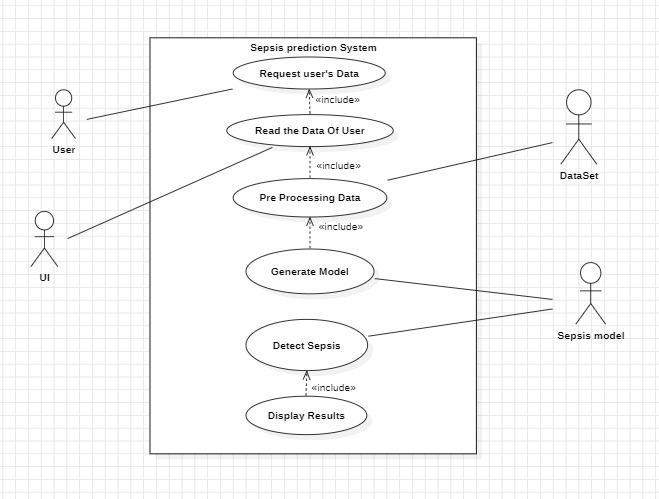 Sepsis prediction System
Request user's Data
«include»
User
Read the Data Of User
«include»
DataSet
Pre Processing Data
«include»
UI
Generate Model
Sepsis model
Detect Sepsis
«include»
Display Results